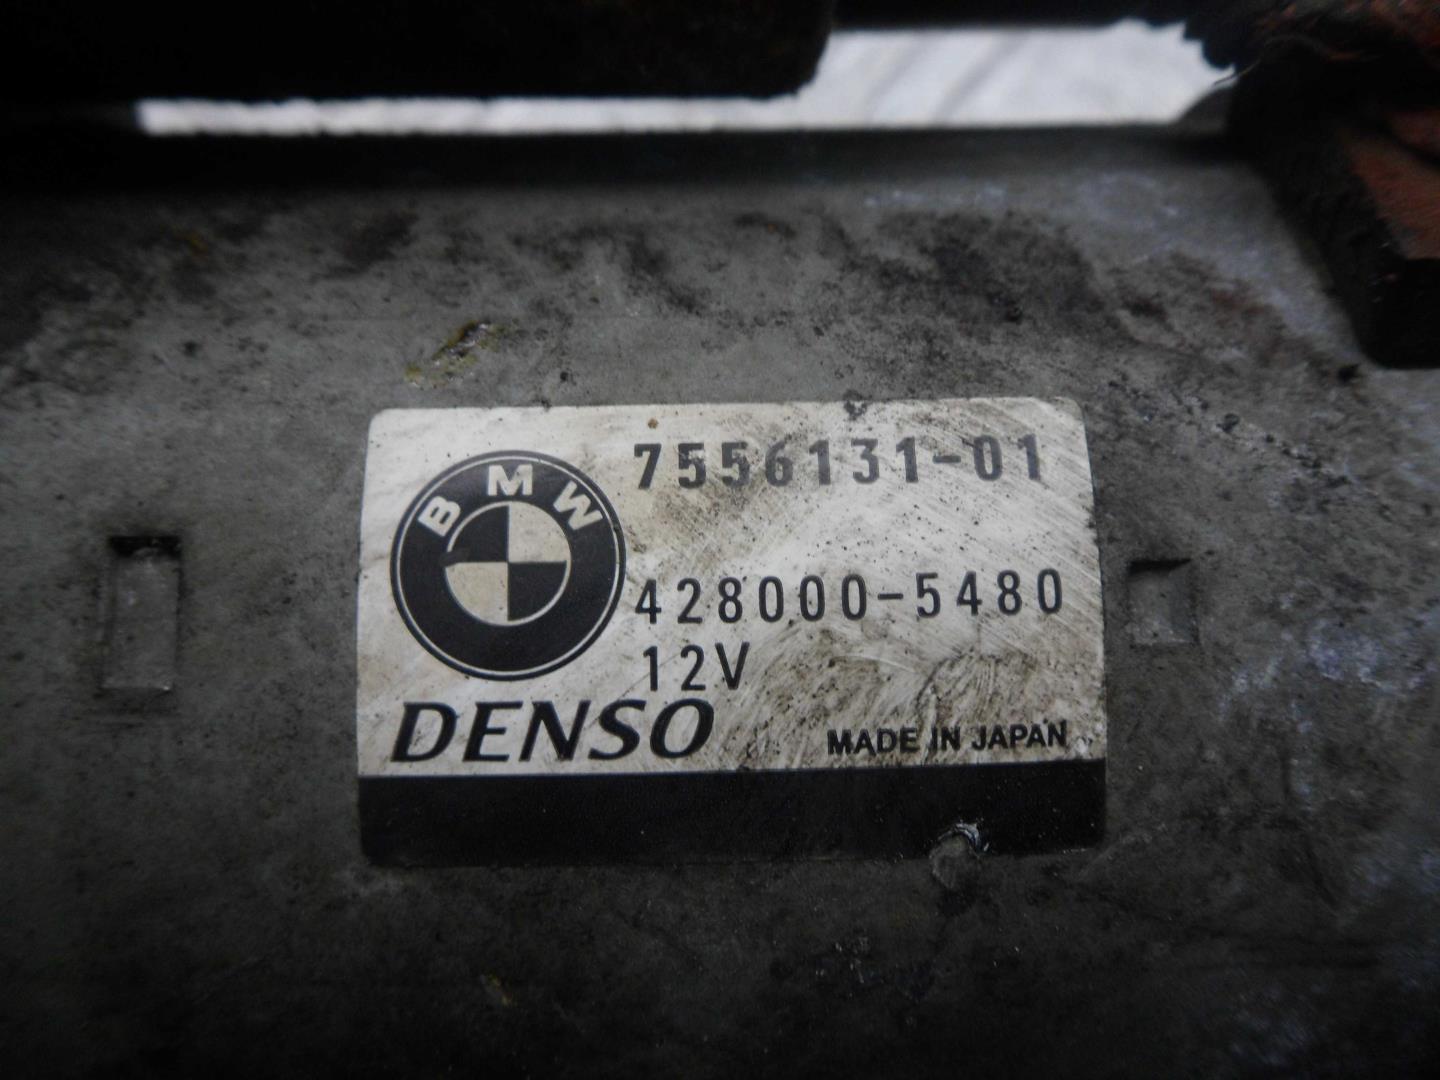 BMW
7556131-01
428000-5480
12V
DENSO
MADE IN JAPAN